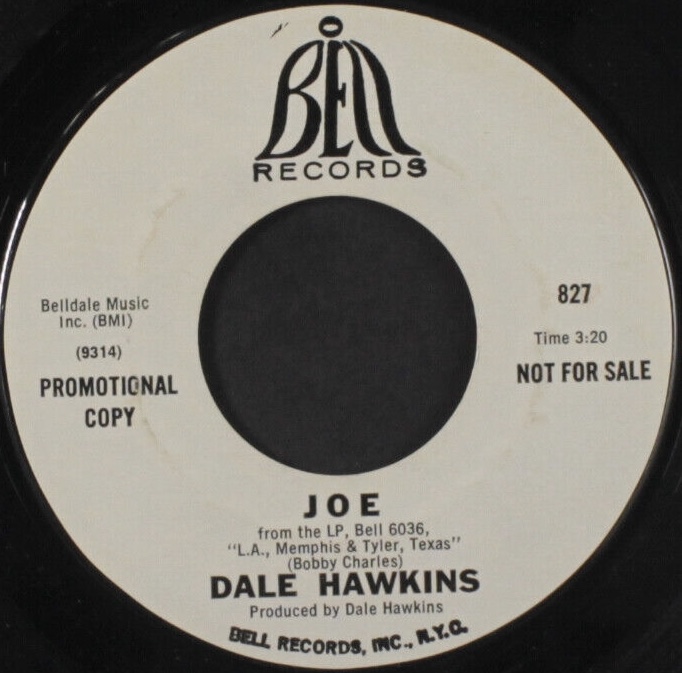 BELL
RECORDS
Belldale Music
Inc. (BMI)
(9314)
PROMOTIONAL
COPY
827
Time 3:20
NOT FOR SALE
JOE
from the LP, Bell 6036,
"L.A., Memphis & Tyler, Texas"
(Bobby Charles)
DALE HAWKINS
Produced by Dale Hawkins
BELL RECORDS, INC., N.Y.C.